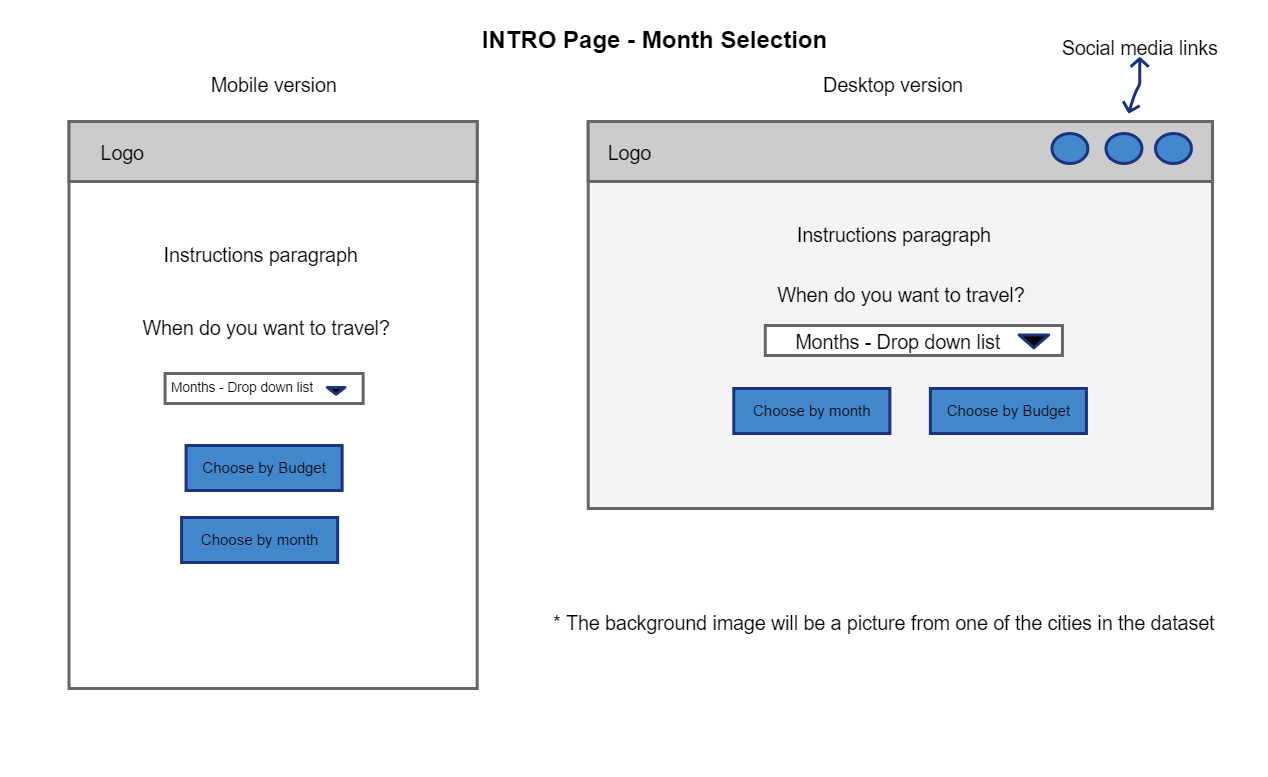 INTRO Page - Month Selection
Social media links
Mobile version
Desktop version
Logo
Instructions paragraph
When do you want to travel?
Months - Drop down list
Choose by Budget
Choose by month
Logo
Instructions paragraph
When do you want to travel?
Months - Drop down list
Choose by month
Choose by Budget
* The background image will be a picture from one of the cities in the dataset